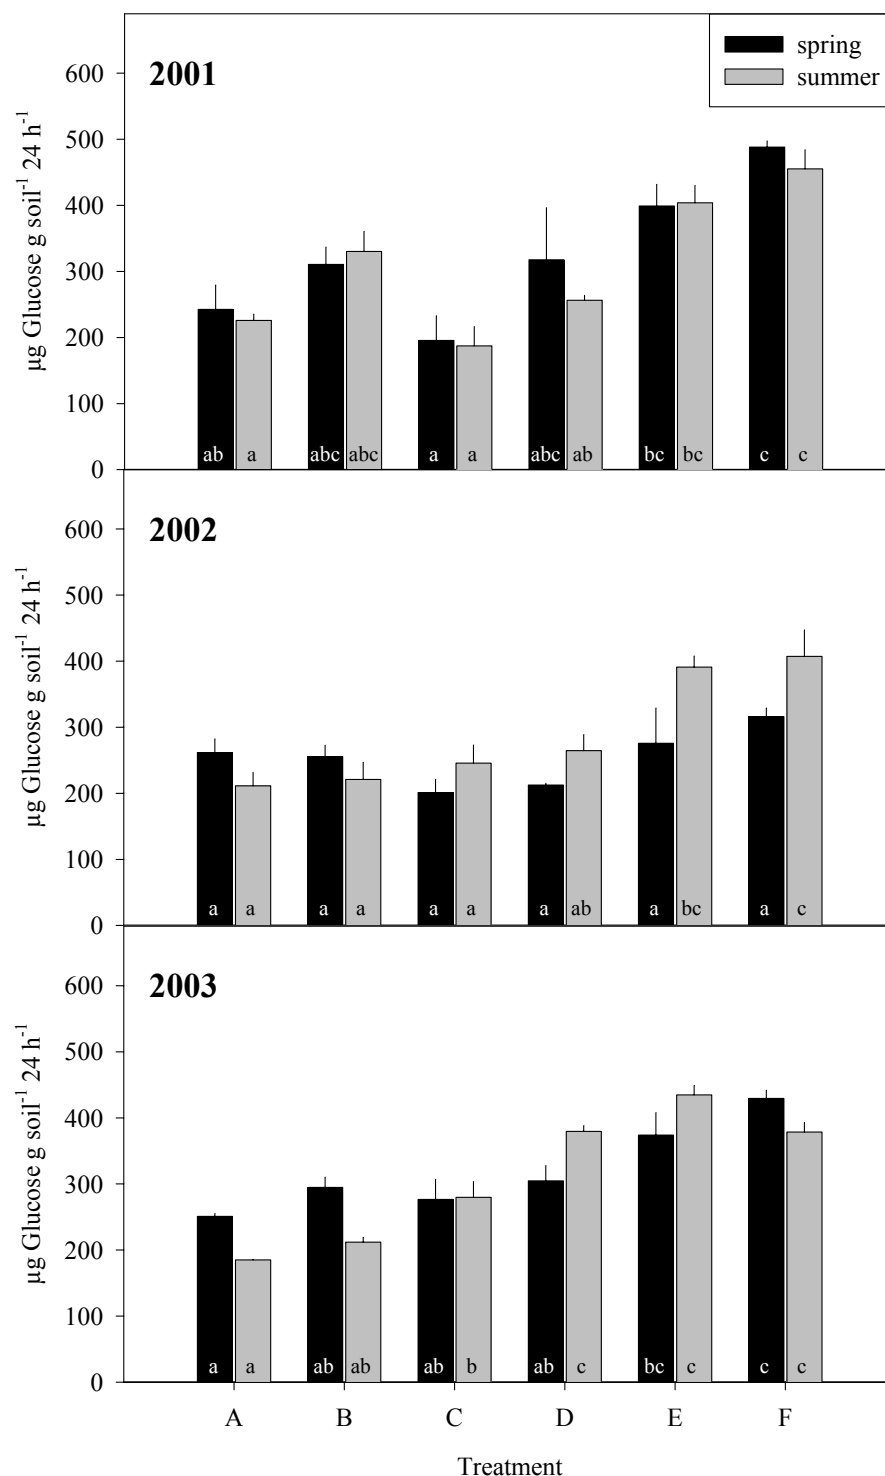 spring
summer
2001
600
500
400
300
200
100
0
µg Glucose g soil-1 24 h-1
ab a abc abc a a abc ab bc bc c c
2002
600
500
400
300
200
100
0
µg Glucose g soil-1 24 h-1
a a a a a a a ab a bc a c
2003
600
500
400
300
200
100
0
µg Glucose g soil-1 24 h-1
a a ab ab ab b ab c bc c c c
A B C D E F
Treatment